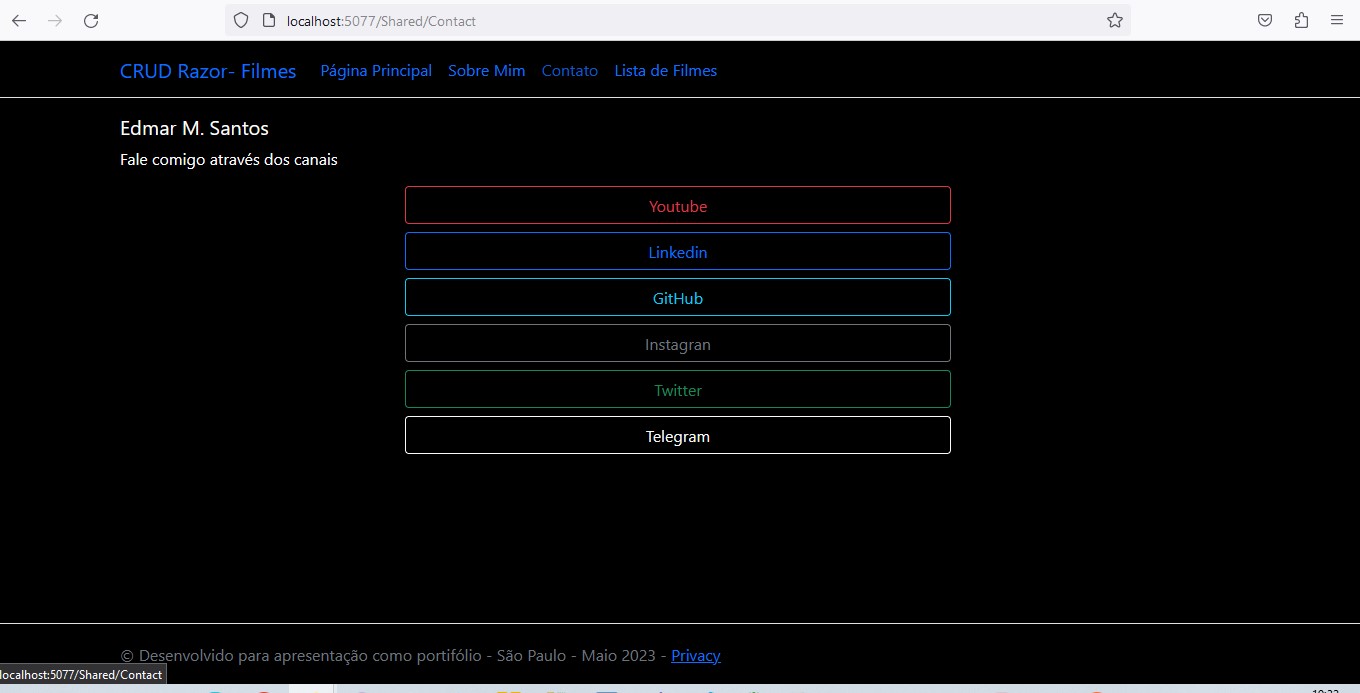 localhost:5077/Shared/Contact
CRUD Razor- Filmes Página Principal Sobre Mim Contato Lista de Filmes
Edmar M. Santos
Fale comigo através dos canais
Youtube
Linkedin
GitHub
Instagran
Twitter
Telegram
© Desenvolvido para apresentação como portifólio - São Paulo - Maio 2023 - Privacy
localhost:5077/Shared/Contact